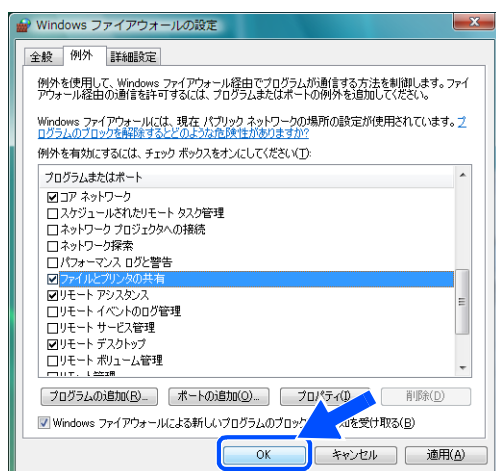 Windows ファイアウォールの設定
全般 例外 詳細設定
例外を使用して、Windows ファイアウォール経由でプログラムが通信する方法を制御します。ファイ
アウォール経由の通信を許可するには、プログラムまたはポートの例外を追加してください。
Windows ファイアウォールには、現在 パブリック ネットワークの場所の設定が使用されています。プ
ログラムのブロックを解除するとどのような危険性がありますか?
例外を有効にするには、チェック ボックスをオンにしてください(T):
プログラムまたはポート
コア ネットワーク
スケジュールされたリモート タスク管理
ネットワーク プロジェクタへの接続
ネットワーク探索
パフォーマンス ログと警告
ファイルとプリンタの共有
リモート アシスタンス
リモート イベントのログ管理
リモート サービス管理
リモート デスクトップ
リモート ボリューム管理
プログラムの追加(R)... ポートの追加(O)... プロパティ(I) 削除(D)
Windows ファイアウォールによる新しいプログラムのブロック を受け取る(B)
OK キャンセル 適用(A)